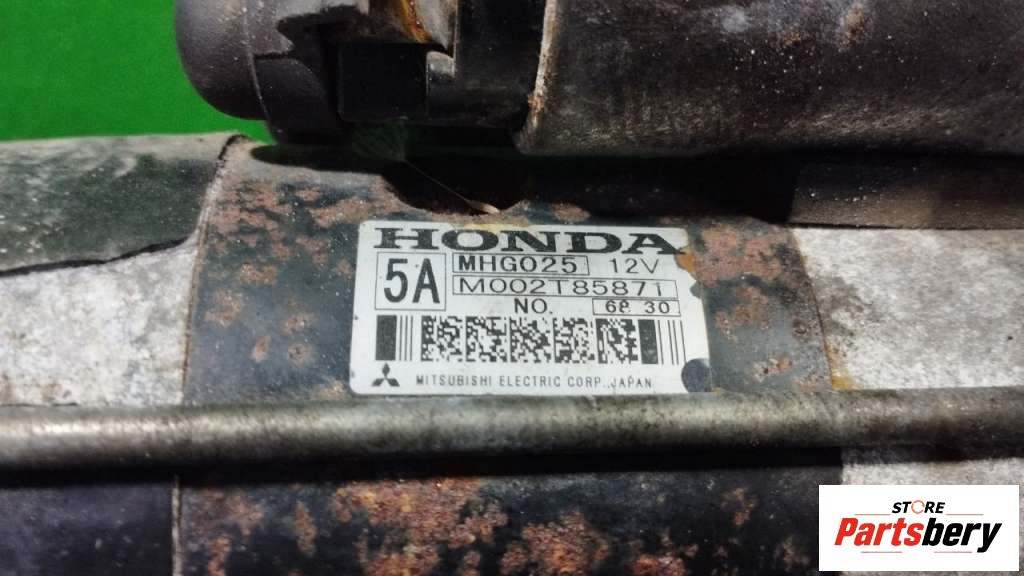 HONDA
5A
MHG025 12V
M002T85871
NO. 6P 30
MITSUBISHI ELECTRIC CORP., JAPAN
STORE
Partsbery